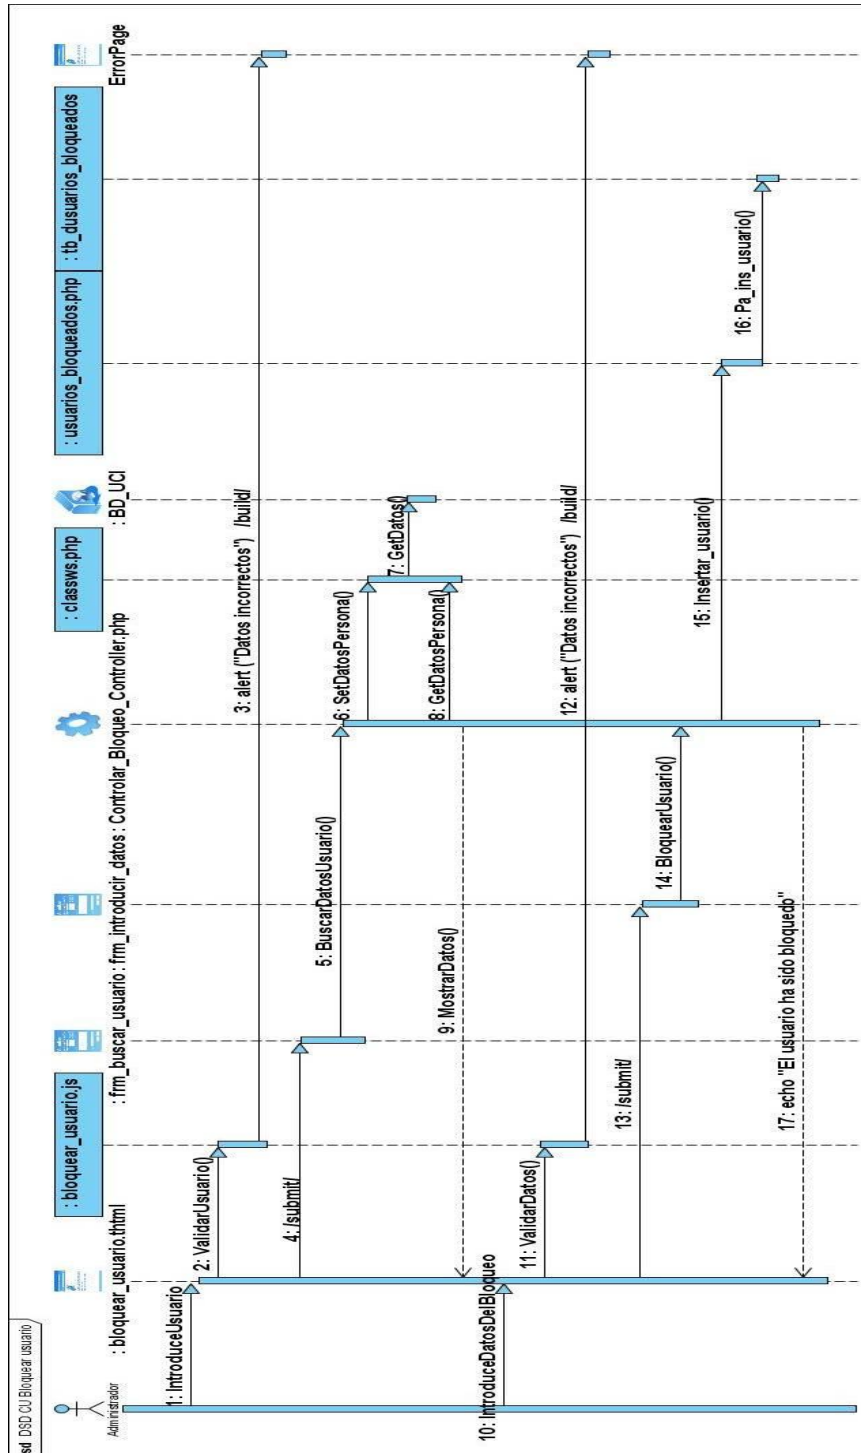 sd DSD CU Bloquear usuario
Administrador
: bloquear_usuario.thtml
: bloquear_usuario.js
: frm_buscar_usuario
: frm_introducir_datos
: Controlar_Bloqueo_Controller.php
: classws.php
: BD_UCI
: usuarios_bloqueados.php
: tb_dusuarios_bloqueados
ErrorPage
1: IntroduceUsuario
2: ValidarUsuario()
3: alert ("Datos incorrectos") /build/
4: /submit/
5: BuscarDatosUsuario()
6: SetDatosPersona()
7: GetDatos()
8: GetDatosPersona()
9: MostrarDatos()
10: IntroduceDatosDelBloqueo
11: ValidarDatos()
12: alert ("Datos incorrectos") /build/
13: /submit/
14: BloquearUsuario()
15: Insertar_usuario()
16: Pa_ins_usuario()
17: echo "El usuario ha sido bloquedo"